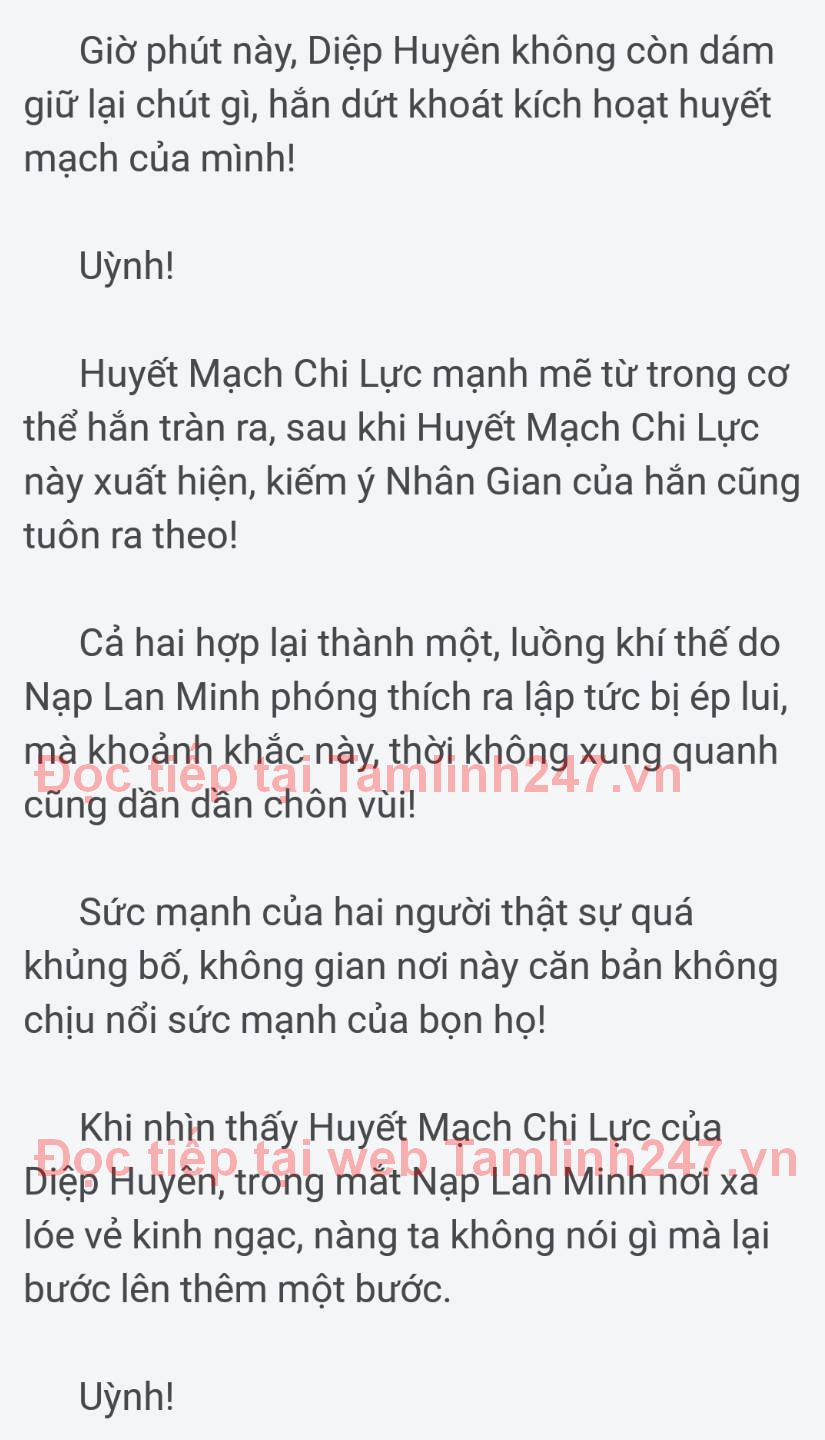 Giờ phút này, Diệp Huyên không còn dám
giữ lại chút gì, hắn dứt khoát kích hoạt huyết
mạch của mình!
Uỳnh!
Huyết Mạch Chi Lực mạnh mẽ từ trong cơ
thể hắn tràn ra, sau khi Huyết Mạch Chi Lực
này xuất hiện, kiếm ý Nhân Gian của hắn cũng
tuôn ra theo!
Cả hai hợp lại thành một, luồng khí thế do
Nạp Lan Minh phóng thích ra lập tức bị ép lui,
mà khoảnh khắc này, thời không xung quanh
Đọc tiếp tại Tamlinh247.vn
cũng dần dần chôn vùi!
Sức mạnh của hai người thật sự quá
khủng bố, không gian nơi này căn bản không
chịu nổi sức mạnh của bọn họ!
Khi nhìn thấy Huyết Mạch Chi Lực của
Đọc tiếp tại web Tamlinh247.vn
Diệp Huyên, trong mắt Nạp Lan Minh nơi xa
lóe vẻ kinh ngạc, nàng ta không nói gì mà lại
bước lên thêm một bước.
Uỳnh!